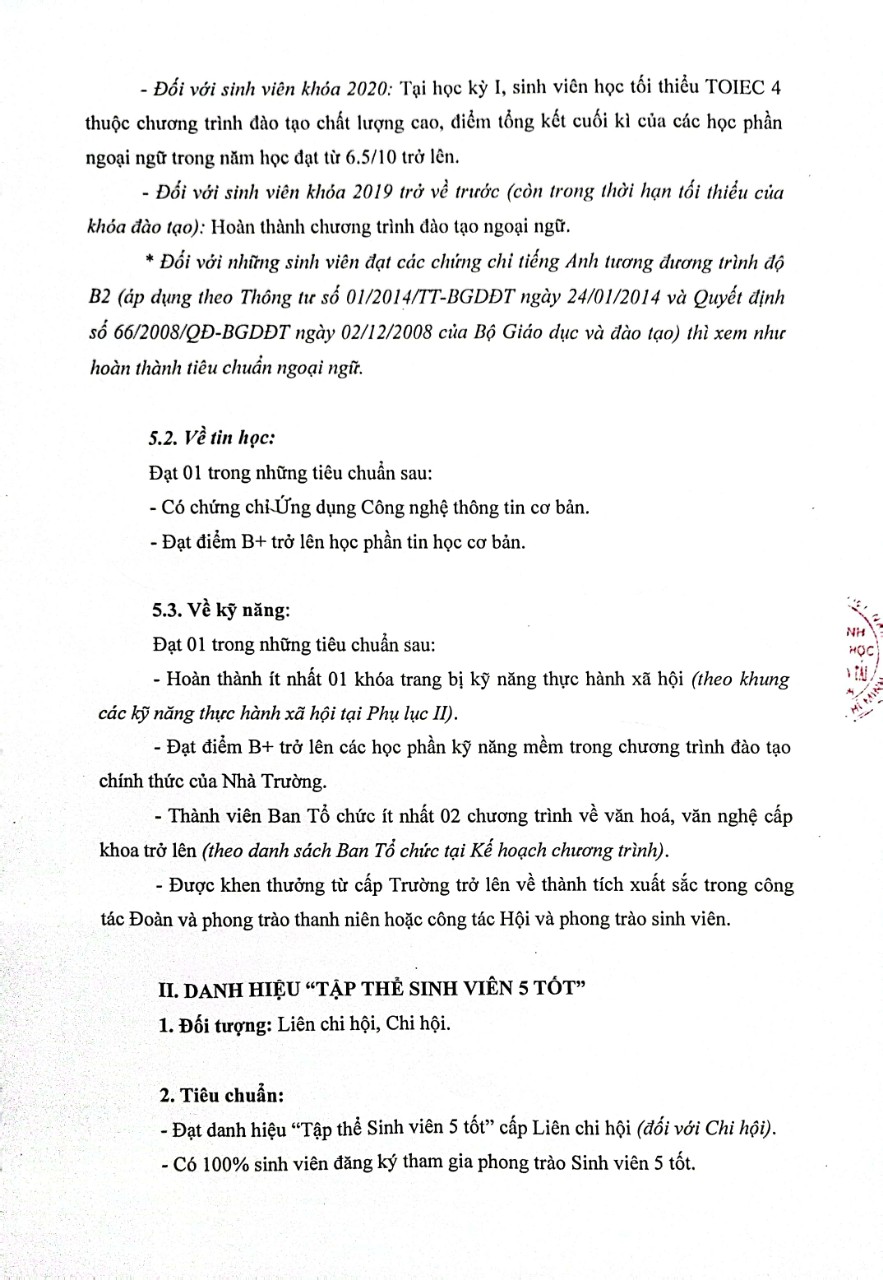 - Đối với sinh viên khóa 2020: Tại học kỳ I, sinh viên học tối thiểu TOIEC 4
thuộc chương trình đào tạo chất lượng cao, điểm tổng kết cuối kì của các học phần
ngoại ngữ trong năm học đạt từ 6.5/10 trở lên.
- Đối với sinh viên khóa 2019 trở về trước (còn trong thời hạn tối thiểu của
khóa đào tạo): Hoàn thành chương trình đào tạo ngoại ngữ.
* Đối với những sinh viên đạt các chứng chỉ tiếng Anh tương đương trình độ
B2 (áp dụng theo Thông tư số 01/2014/TT-BGDĐT ngày 24/01/2014 và Quyết định
số 66/2008/QĐ-BGDĐT ngày 02/12/2008 của Bộ Giáo dục và đào tạo) thì xem như
hoàn thành tiêu chuẩn ngoại ngữ.
5.2. Về tin học:
Đạt 01 trong những tiêu chuẩn sau:
- Có chứng chỉ Ứng dụng Công nghệ thông tin cơ bản.
- Đạt điểm B+ trở lên học phần tin học cơ bản.
5.3. Về kỹ năng:
Đạt 01 trong những tiêu chuẩn sau:
- Hoàn thành ít nhất 01 khóa trang bị kỹ năng thực hành xã hội (theo khung
các kỹ năng thực hành xã hội tại Phụ lục II).
- Đạt điểm B+ trở lên các học phần kỹ năng mềm trong chương trình đào tạo
chính thức của Nhà Trường.
- Thành viên Ban Tổ chức ít nhất 02 chương trình về văn hoá, văn nghệ cấp
khoa trở lên (theo danh sách Ban Tổ chức tại Kế hoạch chương trình).
- Được khen thưởng từ cấp Trường trở lên về thành tích xuất sắc trong công
tác Đoàn và phong trào thanh niên hoặc công tác Hội và phong trào sinh viên.
II. DANH HIỆU “TẬP THỂ SINH VIÊN 5 TỐT”
1. Đối tượng: Liên chi hội, Chi hội.
2. Tiêu chuẩn:
- Đạt danh hiệu “Tập thể Sinh viên 5 tốt” cấp Liên chi hội (đối với Chi hội).
- Có 100% sinh viên đăng ký tham gia phong trào Sinh viên 5 tốt.
NH
HỌC